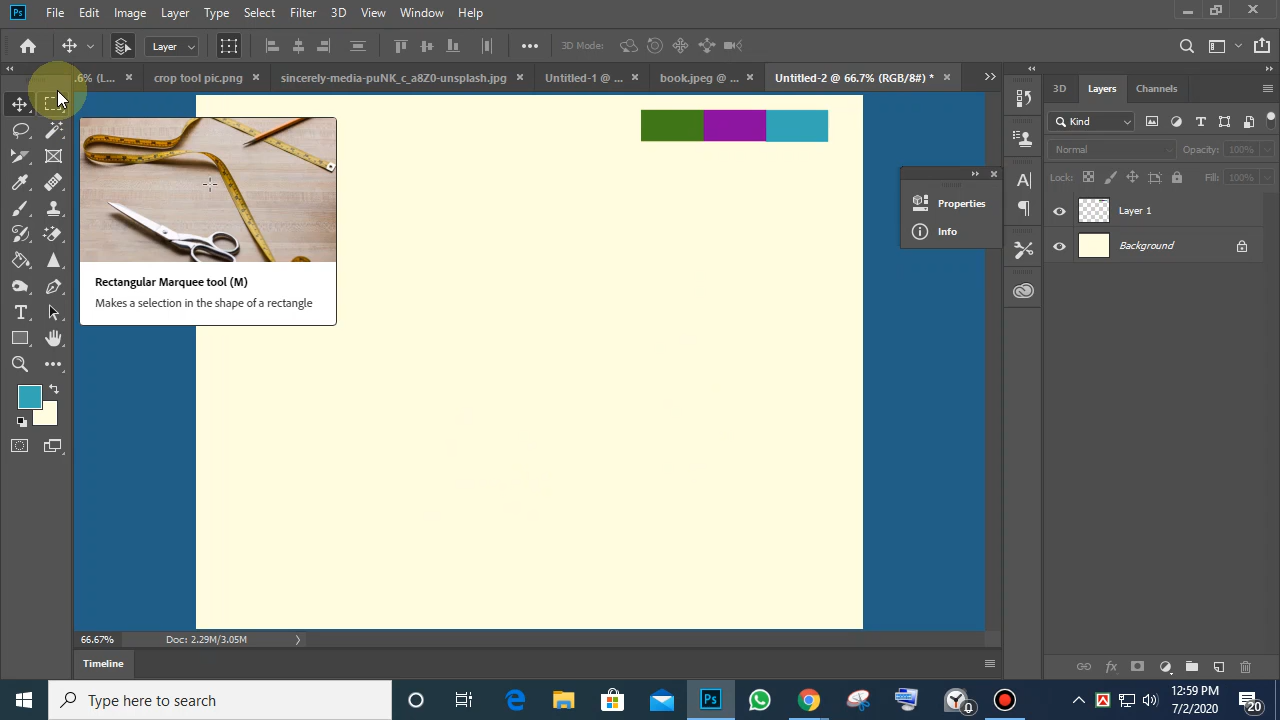 Ps File Edit Image Layer Type Select Filter 3D View Window Help
Layer 3D Mode:
.6% (L... × crop tool pic.png × sincerely-media-puNK_c_a8Z0-unsplash.jpg × Untitled-1 @ ... × book.jpeg @ ... × Untitled-2 @ 66.7% (RGB/8#) * ×
3D Layers Channels
Kind
Normal Opacity: 100%
Lock: Fill: 100%
Properties
Info
Layer 1
Background
Rectangular Marquee tool (M)
Makes a selection in the shape of a rectangle
66.67% Doc: 2.29M/3.05M
Timeline
Type here to search
12:59 PM
7/2/2020
20